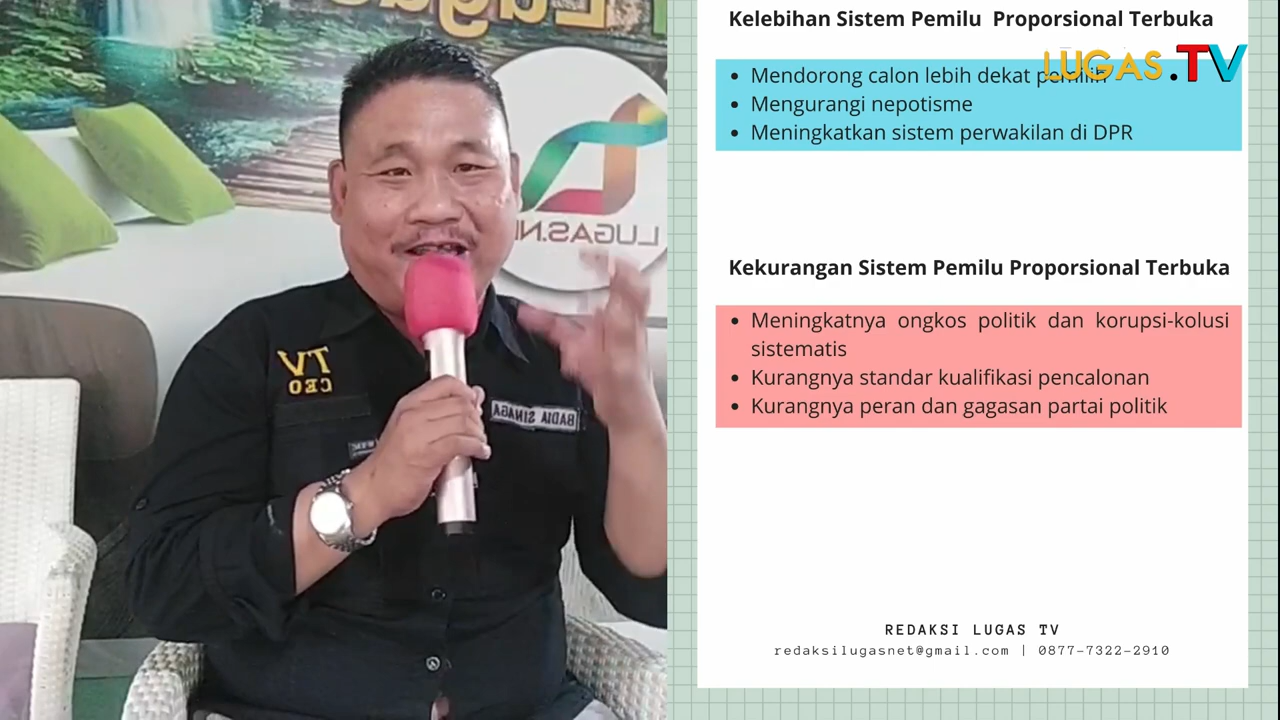 Kelebihan Sistem Pemilu Proporsional Terbuka
LUGAS.TV
Mendorong calon lebih dekat pemilih
Mengurangi nepotisme
Meningkatkan sistem perwakilan di DPR
Kekurangan Sistem Pemilu Proporsional Terbuka
Meningkatnya ongkos politik dan korupsi-kolusi
sistematis
Kurangnya standar kualifikasi pencalonan
Kurangnya peran dan gagasan partai politik
REDAKSI LUGAS TV
redaksilugasnet@gmail.com | 0877-7322-2910
LUGAS.N
TV
CEO
BADIA SINAGA